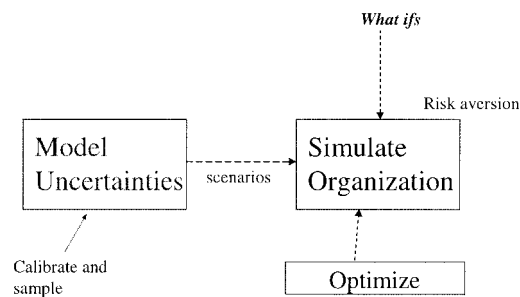 What ifs
Risk aversion
Model
Uncertainties
scenarios
Simulate
Organization
Calibrate and
sample
Optimize